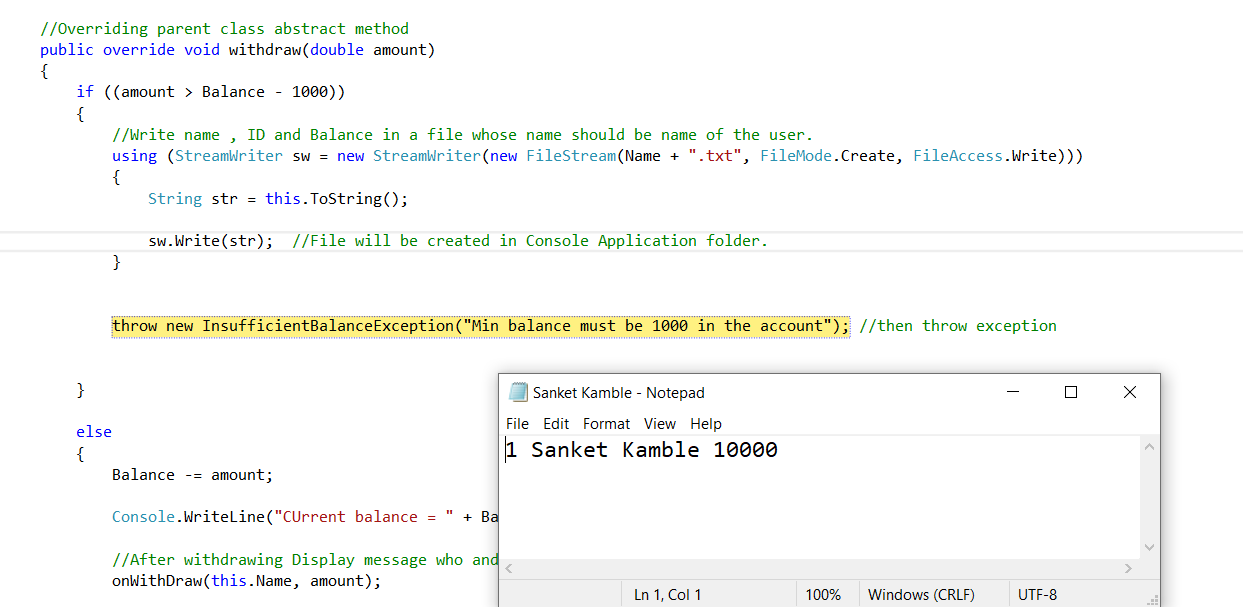 //Overriding parent class abstract method
public override void withdraw(double amount)
{
if ((amount > Balance - 1000))
{
//Write name , ID and Balance in a file whose name should be name of the user.
using (StreamWriter sw = new StreamWriter(new FileStream(Name + ".txt", FileMode.Create, FileAccess.Write)))
{
String str = this.ToString();
sw.Write(str);  //File will be created in Console Application folder.
}
throw new InsufficientBalanceException("Min balance must be 1000 in the account"); //then throw exception
}
else
{
Balance -= amount;
Console.WriteLine("CUrrent balance = " + Ba
//After withdrawing Display message who and
onWithDraw(this.Name, amount);
Sanket Kamble - Notepad
File Edit Format View Help
1 Sanket Kamble 10000
Ln 1, Col 1 100% Windows (CRLF) UTF-8